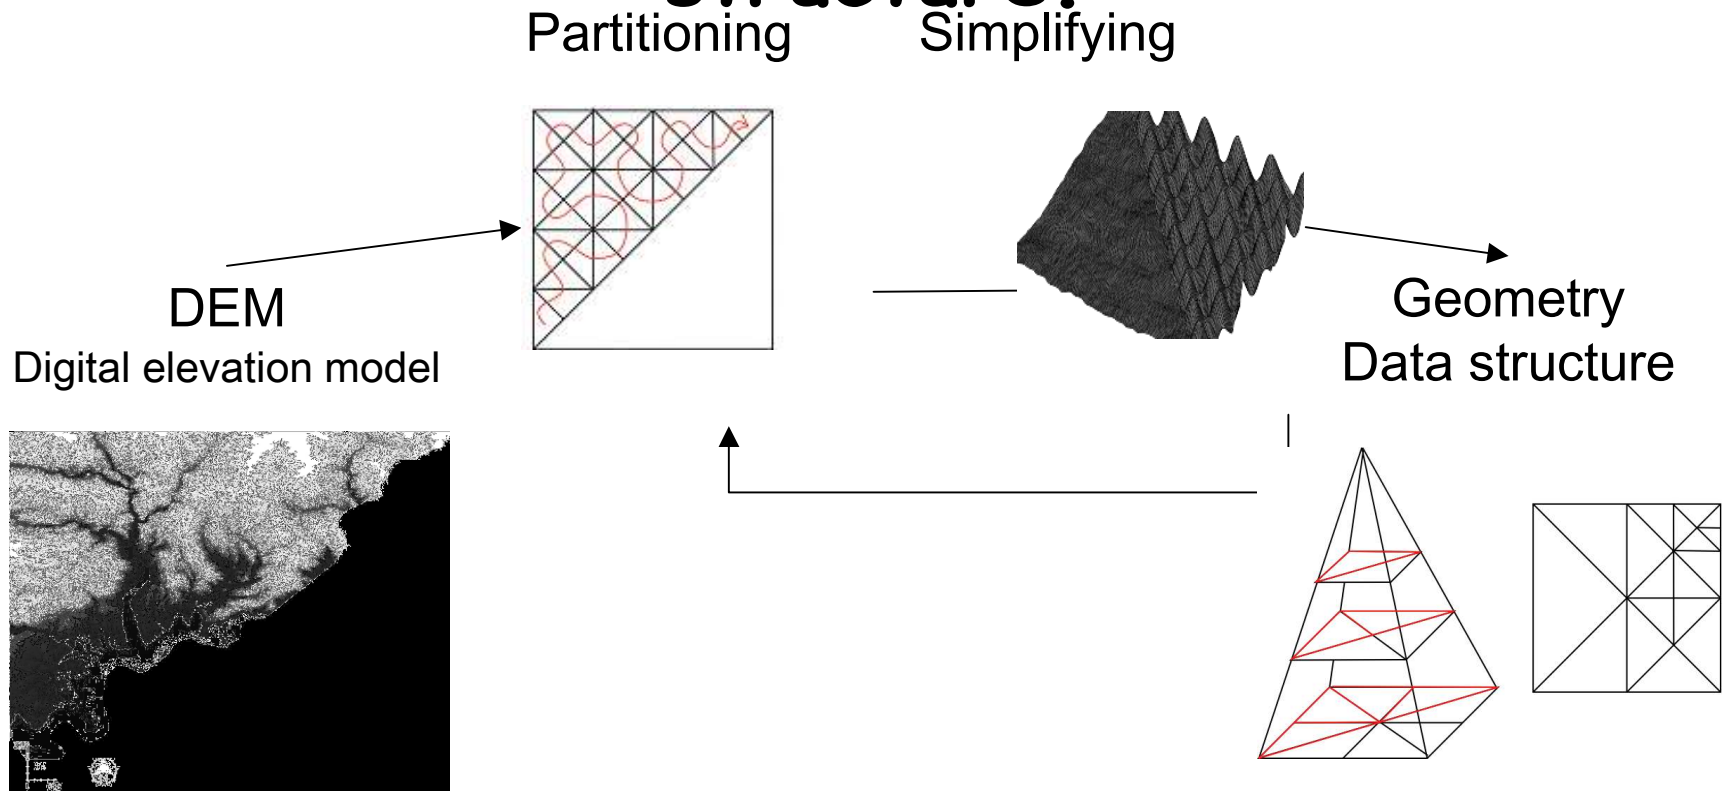 Partitioning
Simplifying
DEM
Digital elevation model
Geometry
Data structure